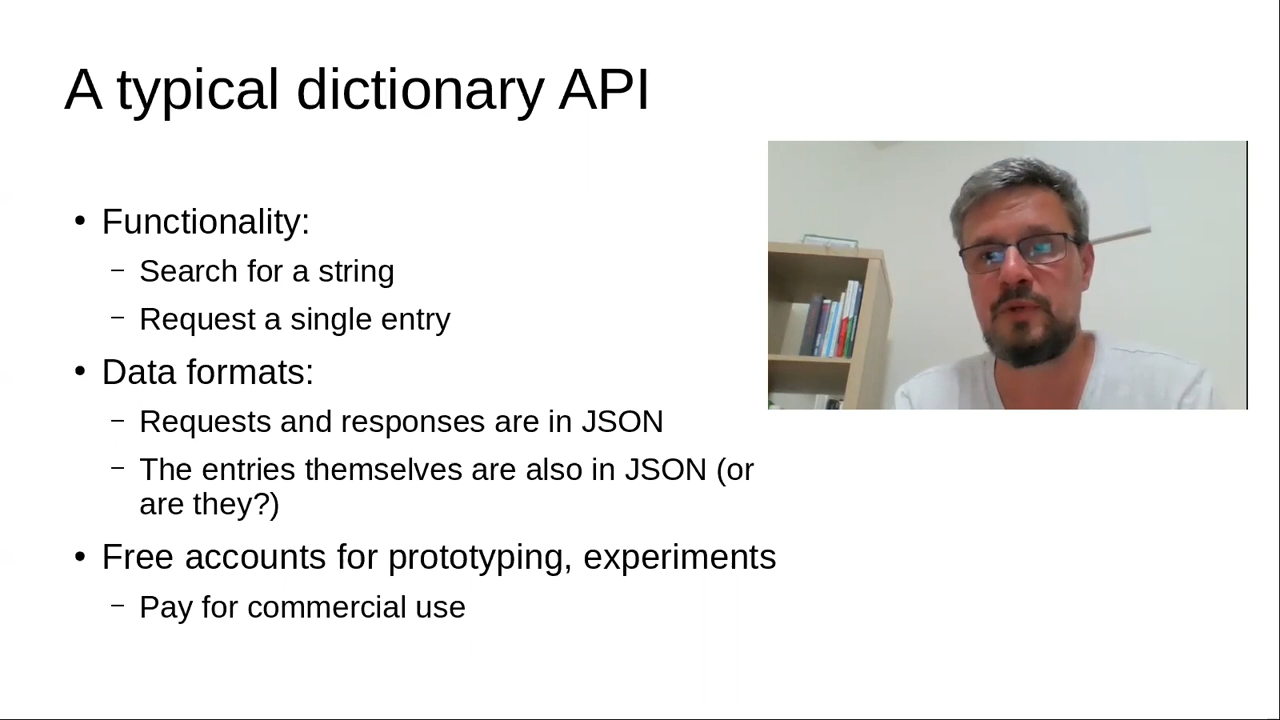 A typical dictionary API
• Functionality:
– Search for a string
– Request a single entry
• Data formats:
– Requests and responses are in JSON
– The entries themselves are also in JSON (or
are they?)
• Free accounts for prototyping, experiments
– Pay for commercial use